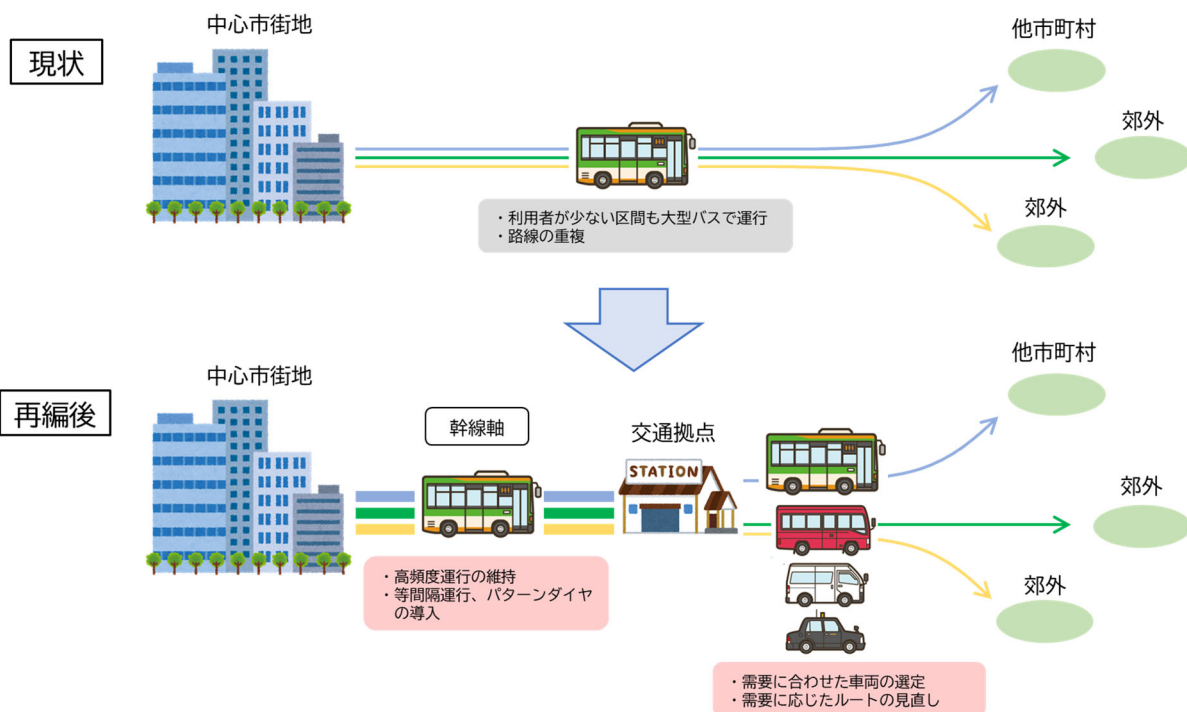 現状
中心市街地
他市町村
郊外
郊外
・利用者が少ない区間も大型バスで運行
・路線の重複
再編後
中心市街地
幹線軸
交通拠点
STATION
他市町村
郊外
郊外
・高頻度運行の維持
・等間隔運行、パターンダイヤ
の導入
・需要に合わせた車両の選定
・需要に応じたルートの見直し